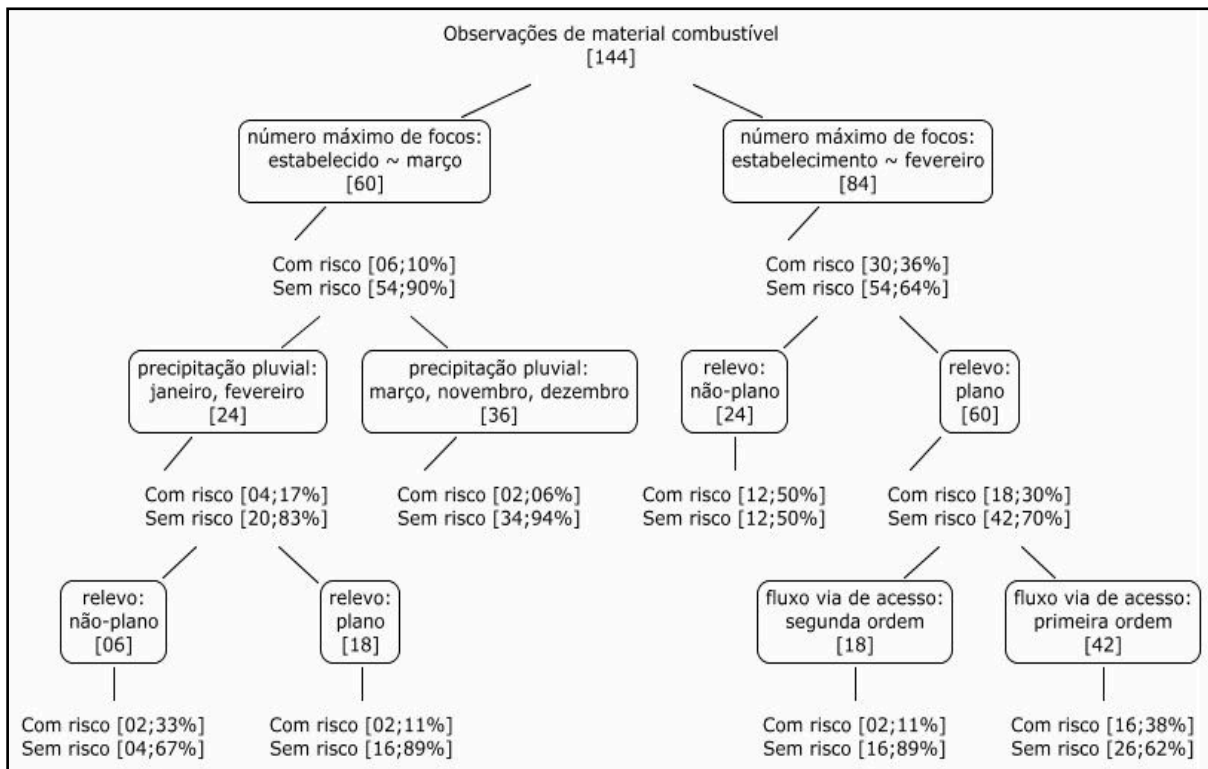 Observações de material combustível
[144]
número máximo de focos:
estabelecido ~ março
[60]
número máximo de focos:
estabelecimento ~ fevereiro
[84]
Com risco [06;10%]
Sem risco [54;90%]
Com risco [30;36%]
Sem risco [54;64%]
precipitação pluvial:
janeiro, fevereiro
[24]
precipitação pluvial:
março, novembro, dezembro
[36]
relevo:
não-plano
[24]
relevo:
plano
[60]
Com risco [04;17%]
Sem risco [20;83%]
Com risco [02;06%]
Sem risco [34;94%]
Com risco [12;50%]
Sem risco [12;50%]
Com risco [18;30%]
Sem risco [42;70%]
relevo:
não-plano
[06]
relevo:
plano
[18]
fluxo via de acesso:
segunda ordem
[18]
fluxo via de acesso:
primeira ordem
[42]
Com risco [02;33%]
Sem risco [04;67%]
Com risco [02;11%]
Sem risco [16;89%]
Com risco [02;11%]
Sem risco [16;89%]
Com risco [16;38%]
Sem risco [26;62%]